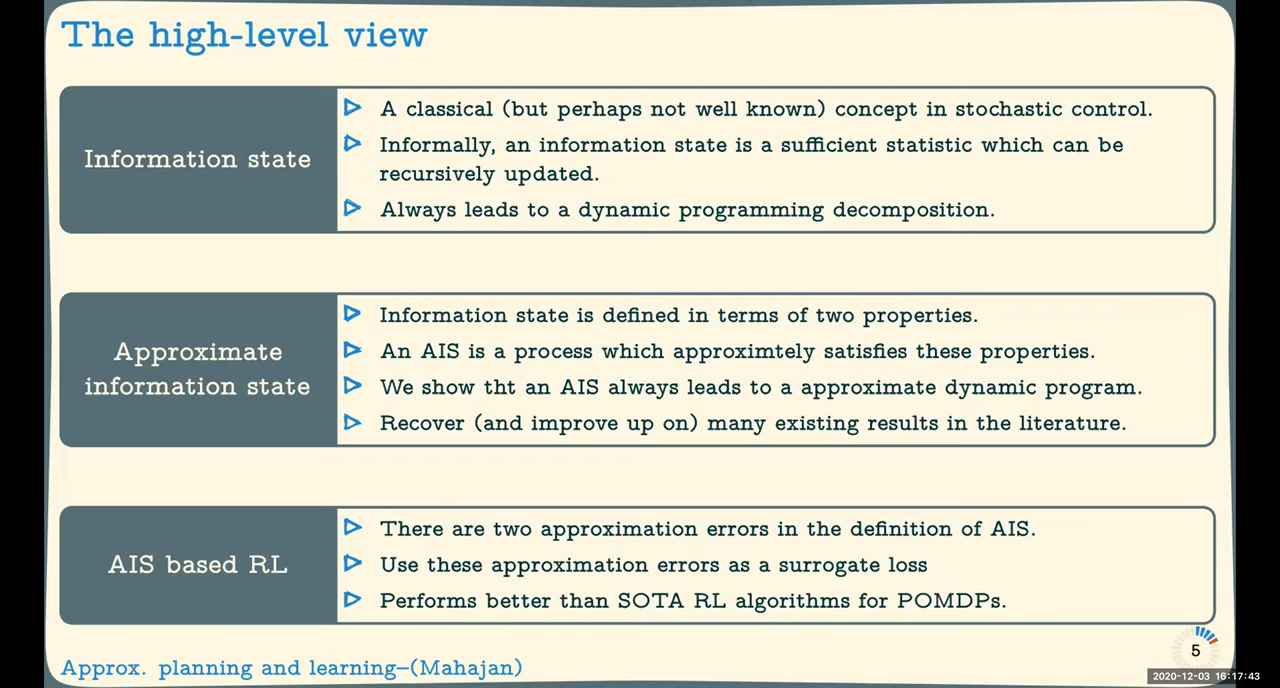 The high-level view
Information state
A classical (but perhaps not well known) concept in stochastic control.
Informally, an information state is a sufficient statistic which can be
recursively updated.
Always leads to a dynamic programming decomposition.
Approximate
information state
Information state is defined in terms of two properties.
An AIS is a process which approximtely satisfies these properties.
We show tht an AIS always leads to a approximate dynamic program.
Recover (and improve up on) many existing results in the literature.
AIS based RL
There are two approximation errors in the definition of AIS.
Use these approximation errors as a surrogate loss
Performs better than SOTA RL algorithms for POMDPs.
Approx. planning and learning–(Mahajan)
5
2020-12-03 16:17:43